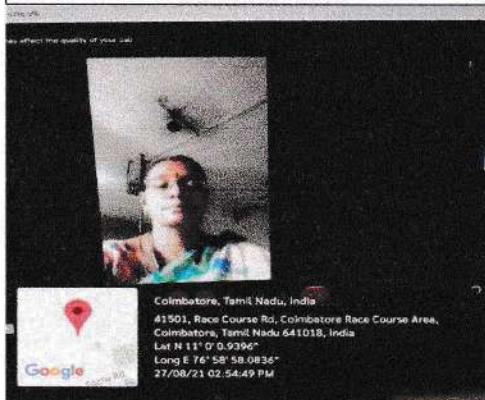 has effect the quality of your call
Coimbatore, Tamil Nadu, India
41501, Race Course Rd, Coimbatore Race Course Area,
Coimbatore, Tamil Nadu 641018, India
Lat N 11° 0' 0.9396"
Long E 76° 58' 58.0836"
27/08/21 02.54:49 PM
Google